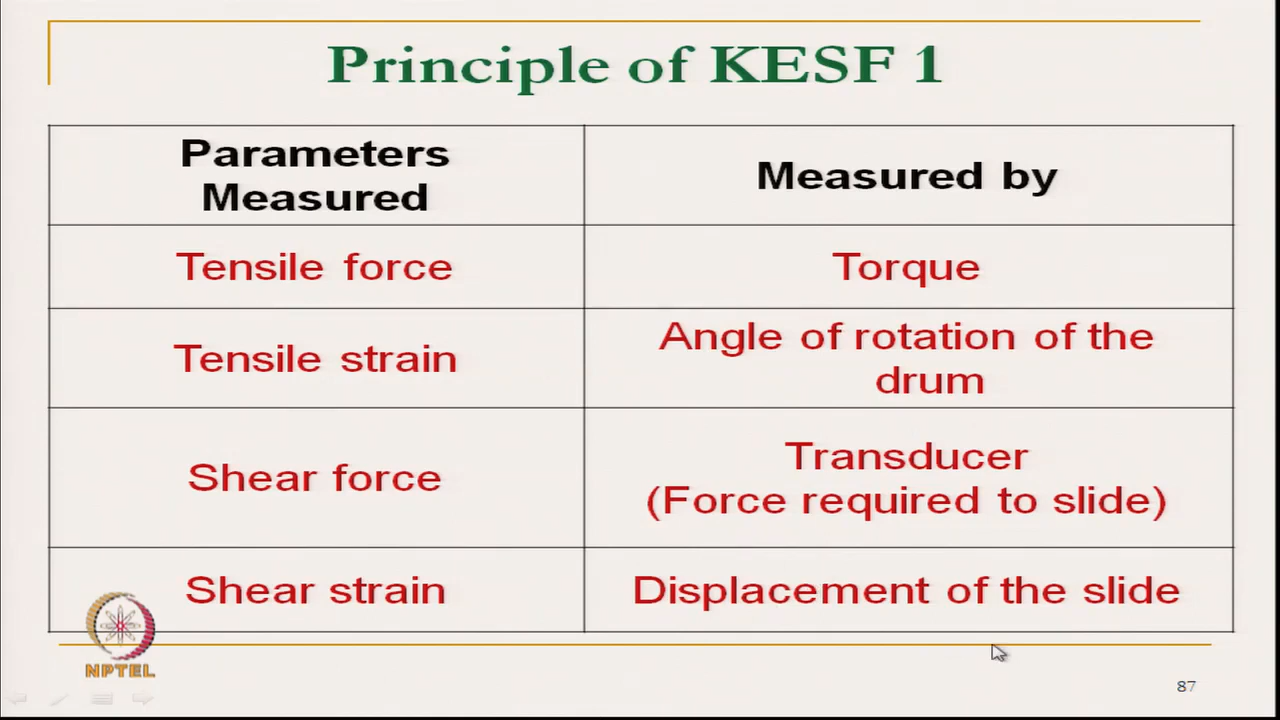 Principle of KESF 1
Parameters
Measured
Measured by
Tensile force
Torque
Tensile strain
Angle of rotation of the
drum
Shear force
Transducer
(Force required to slide)
Shear strain
Displacement of the slide
NPTEL
87